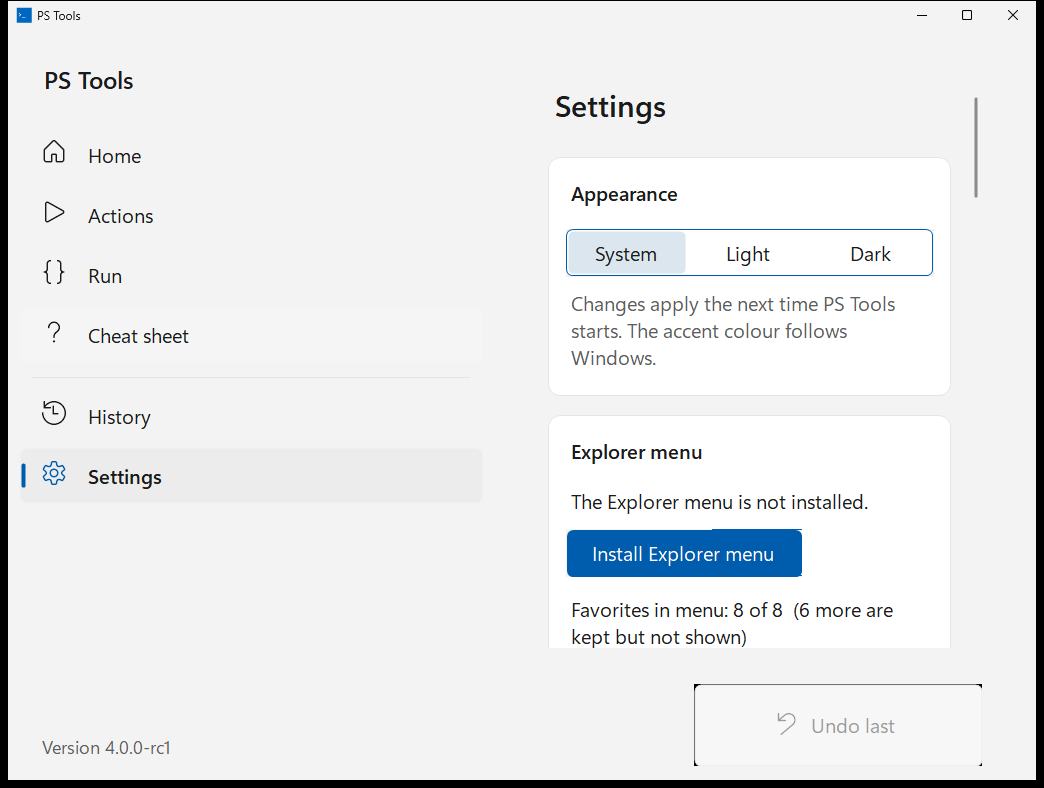 PS Tools
PS Tools
Home
Actions
Run
Cheat sheet
History
Settings
Version 4.0.0-rc1
Settings
Appearance
System Light Dark
Changes apply the next time PS Tools
starts. The accent colour follows
Windows.
Explorer menu
The Explorer menu is not installed.
Install Explorer menu
Favorites in menu: 8 of 8 (6 more are
kept but not shown)
Undo last